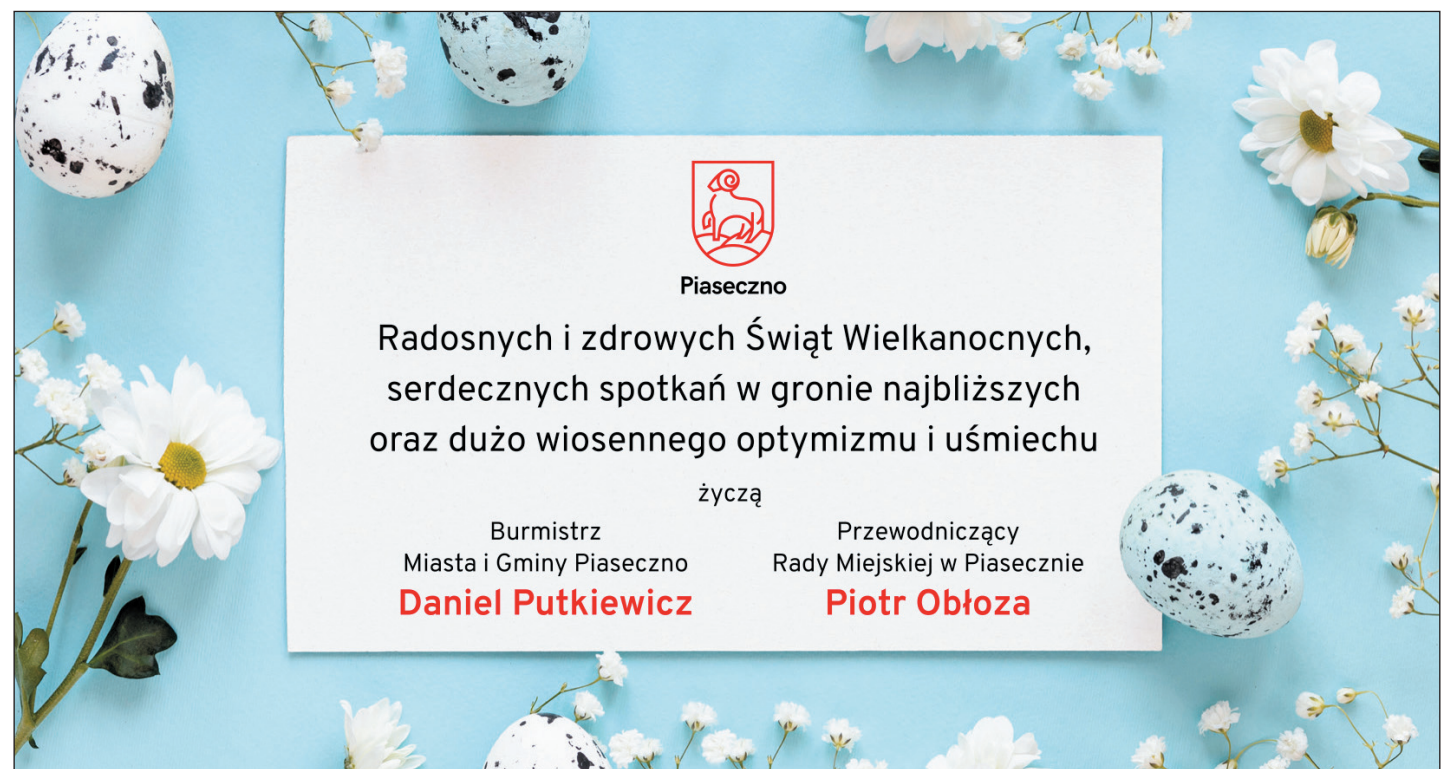 Piaseczno
Radosnych i zdrowych Świąt Wielkanocnych,
serdecznych spotkań w gronie najbliższych
oraz dużo wiosennego optymizmu i uśmiechu
życzą
Burmistrz
Miasta i Gminy Piaseczno
Daniel Putkiewicz
Przewodniczący
Rady Miejskiej w Piasecznie
Piotr Obłoza